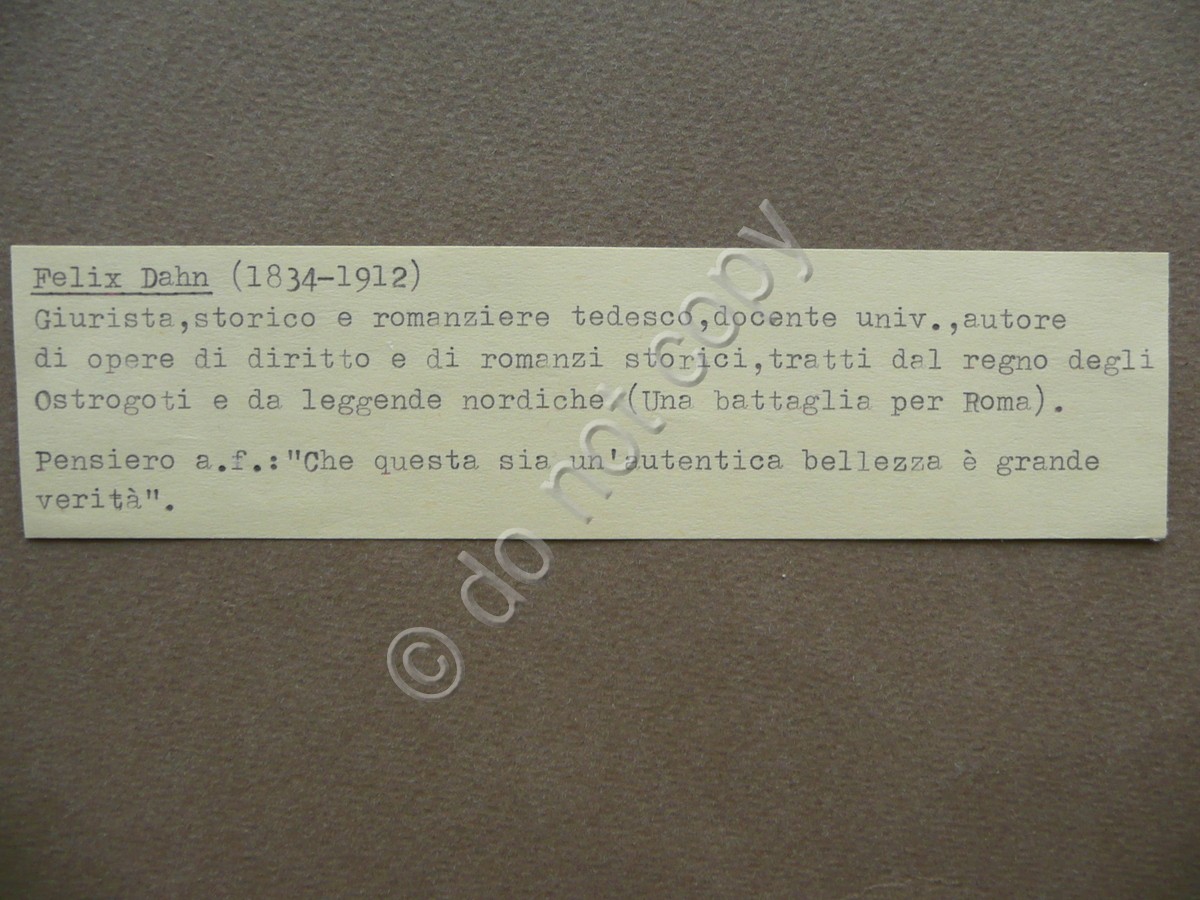 Felix Dahn (1834-1912)
Giurista,storico e romanziere tedesco,docente univ.,autore
di opere di diritto e di romanzi storici,tratti dal regno degli
Ostrogoti e da leggende nordiche (Una battaglia per Roma).
Pensiero a.f.:"Che questa sia un'autentica bellezza è grande
verità".
© do not copy